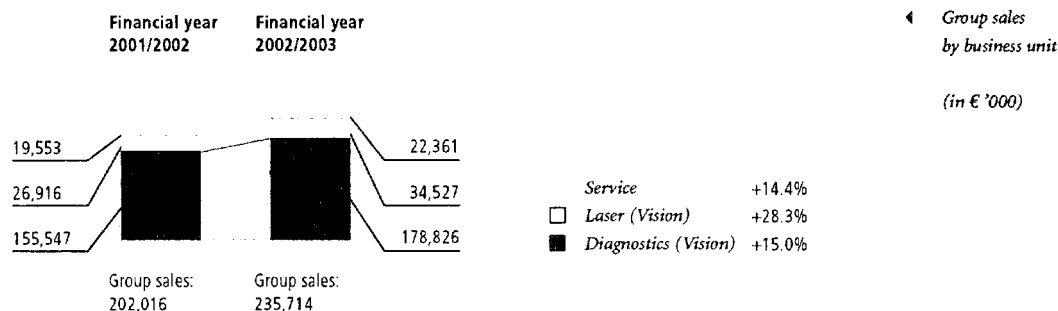 Financial year
2001/2002
Financial year
2002/2003
◄ Group sales
by business unit
(in € '000)
19,553
26,916
155,547
22,361
34,527
178,826
Service +14.4%
Laser (Vision) +28.3%
Diagnostics (Vision) +15.0%
Group sales:
202,016
Group sales:
235,714